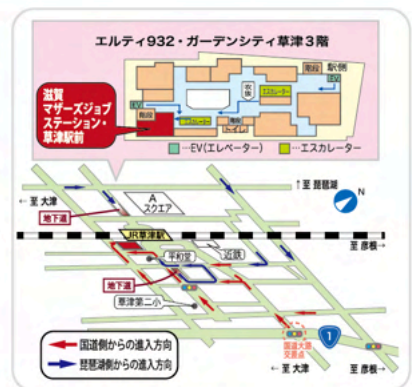 エルティ932・ガーデンシティ草津3階
階段
駅側
EV
吹抜
エスカレーター
滋賀
マザーズジョブ
ステーション・
草津駅前
EV
階段
エスカレーター
階段
トイレ
…EV(エレベーター)
…エスカレーター
↑至 琵琶湖
N
← 至 大津
A
スクエア
地下道
JR草津駅
近鉄
平和堂
至 彦根→
地下道
草津第二小
国道側からの進入方向
琵琶湖側からの進入方向
1
国道大路
交差点
← 至 大津
至 彦根→